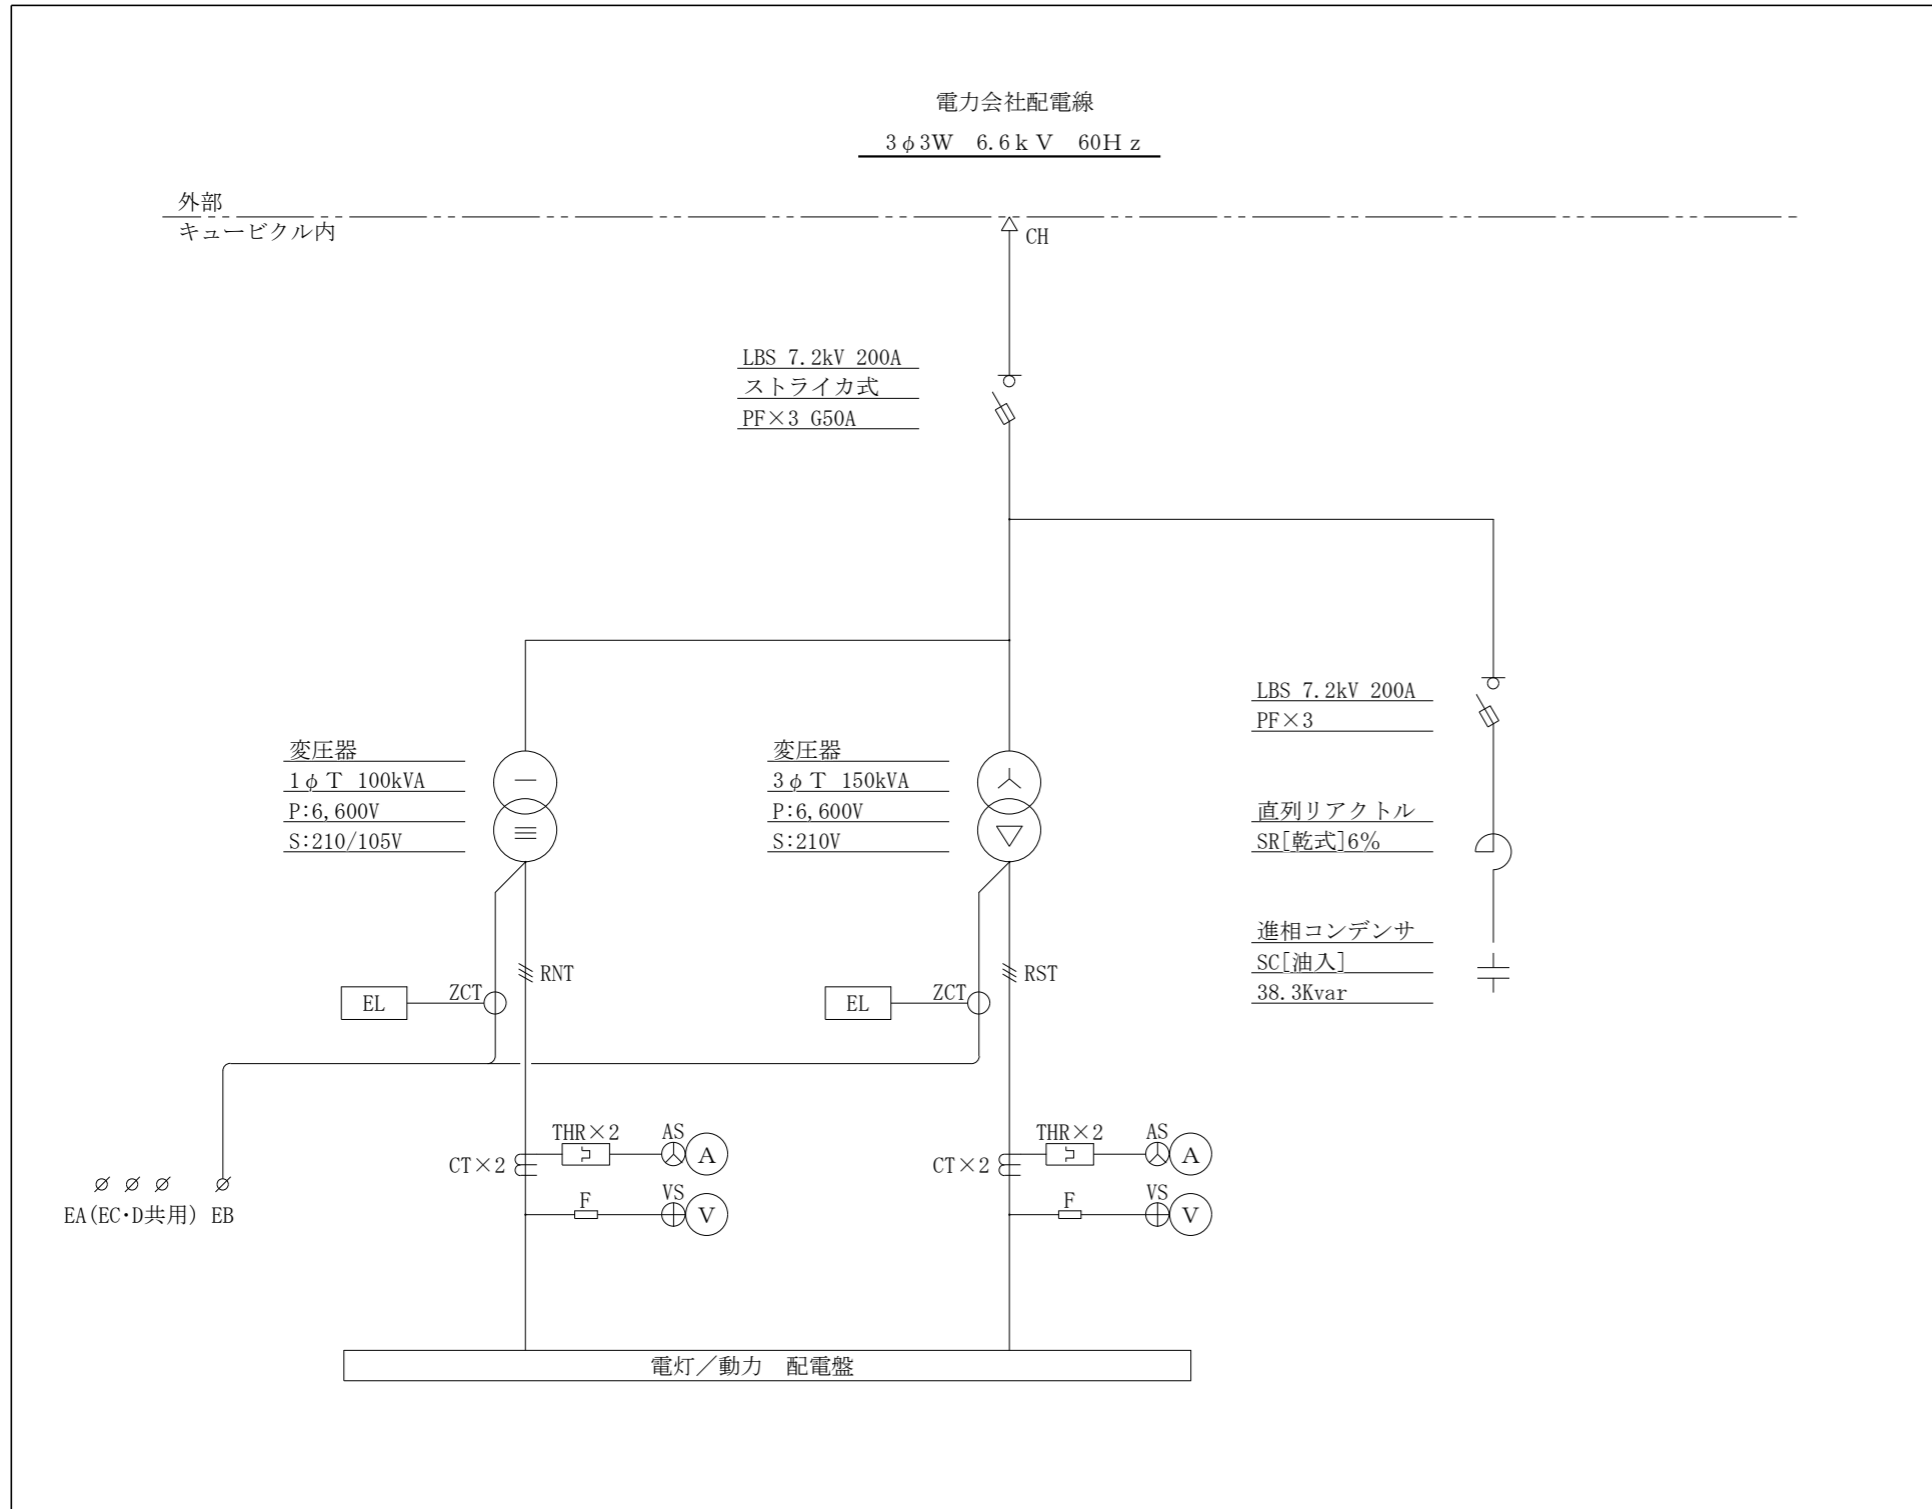 電力会社配電線
3φ3W 6.6kV 60Hz
外部
キュービクル内
CH
LBS 7.2kV 200A
ストライカ式
PF×3 G50A
LBS 7.2kV 200A
PF×3
変圧器
1φT 100kVA
P:6,600V
S:210/105V
変圧器
3φT 150kVA
P:6,600V
S:210V
直列リアクトル
SR[乾式]6%
進相コンデンサ
SC[油入]
38.3Kvar
RNT
RST
EL
ZCT
EL
ZCT
THR×2
AS
A
CT×2
F
VS
V
THR×2
AS
A
CT×2
F
VS
V
EA(EC・D共用) EB
電灯/動力 配電盤